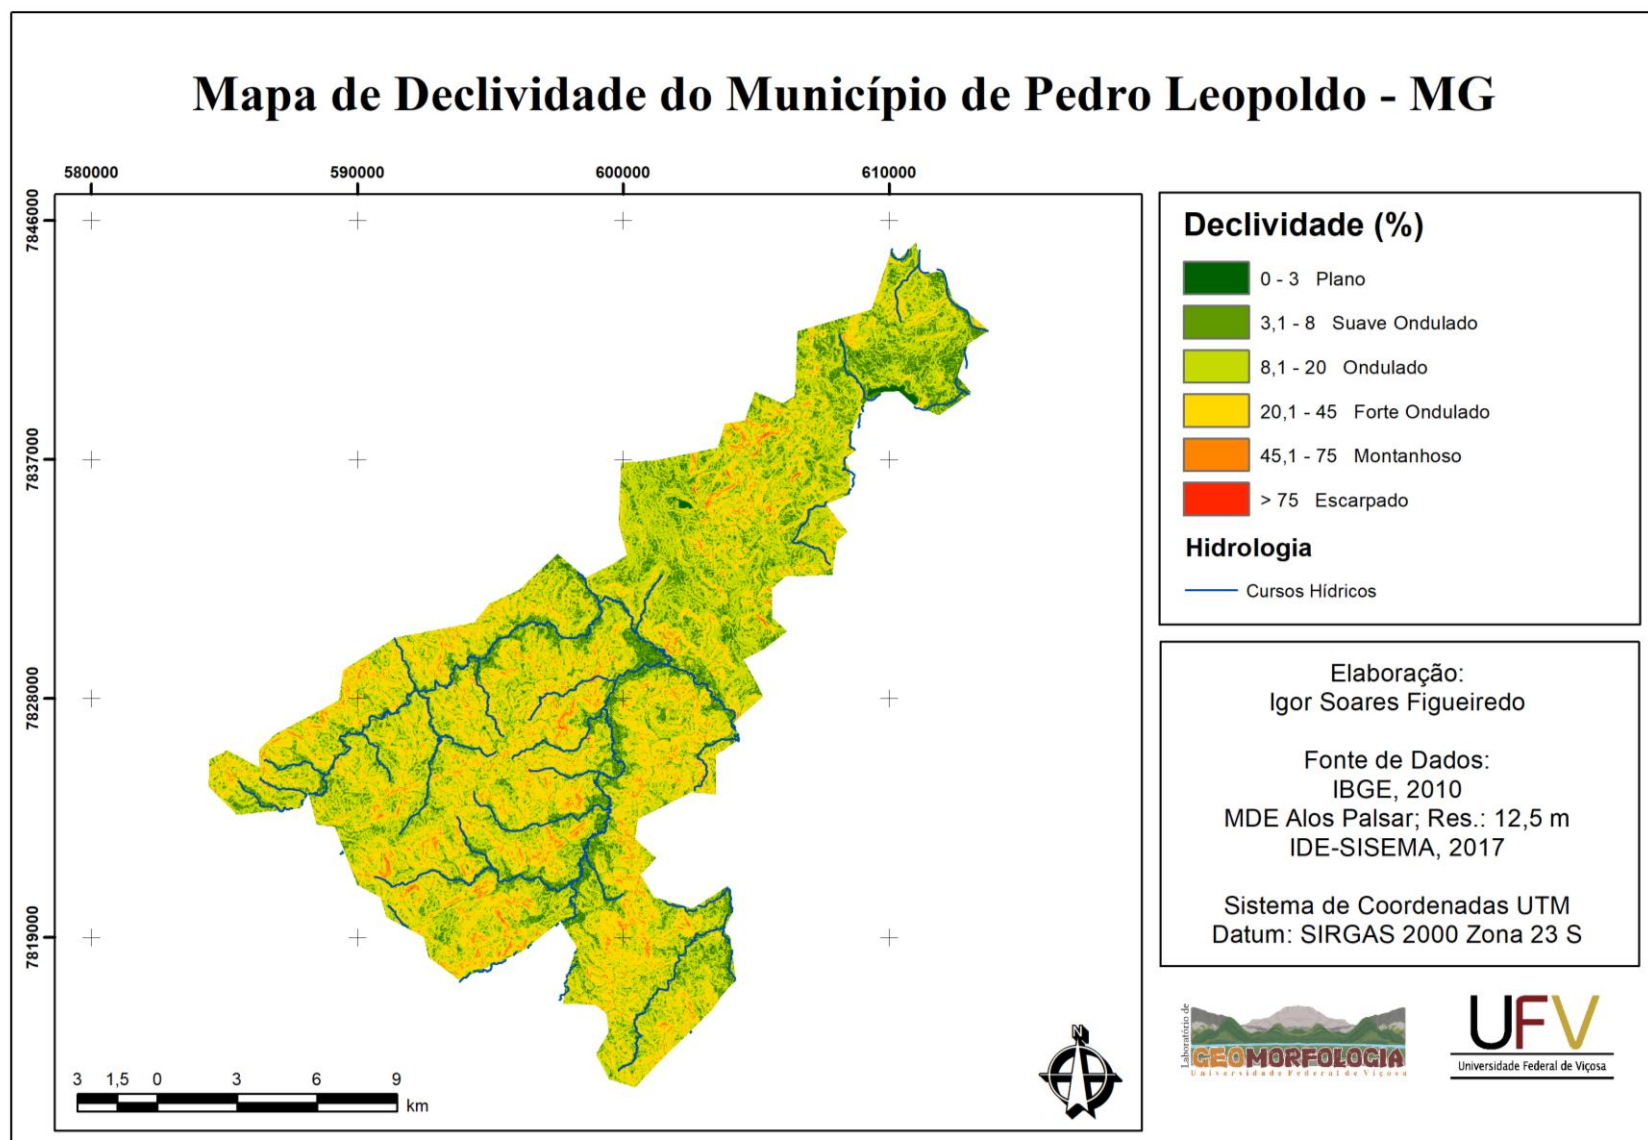 Mapa de Declividade do Município de Pedro Leopoldo - MG
580000 590000 600000 610000
7846000
7837000
7828000
7819000
Declividade (%)
0 - 3 Plano
3,1 - 8 Suave Ondulado
8,1 - 20 Ondulado
20,1 - 45 Forte Ondulado
45,1 - 75 Montanhoso
> 75 Escarpado
Hidrologia
Cursos Hídricos
Elaboração:
Igor Soares Figueiredo
Fonte de Dados:
IBGE, 2010
MDE Alos Palsar; Res.: 12,5 m
IDE-SISEMA, 2017
Sistema de Coordenadas UTM
Datum: SIRGAS 2000 Zona 23 S
3 1,5 0 3 6 9
km
N
Laboratório de
GEOMORFOLOGIA
Universidade Federal de Viçosa
UFV
Universidade Federal de Viçosa